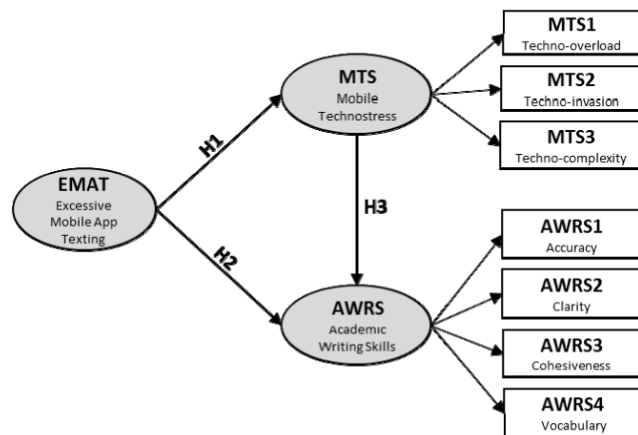 MTS1
Techno-overload
MTS
Mobile
Technostress
MTS2
Techno-invasion
MTS3
Techno-complexity
H1
EMAT
Excessive
Mobile App
Texting
H3
H2
AWRS1
Accuracy
AWRS2
Clarity
AWRS
Academic
Writing Skills
AWRS3
Cohesiveness
AWRS4
Vocabulary